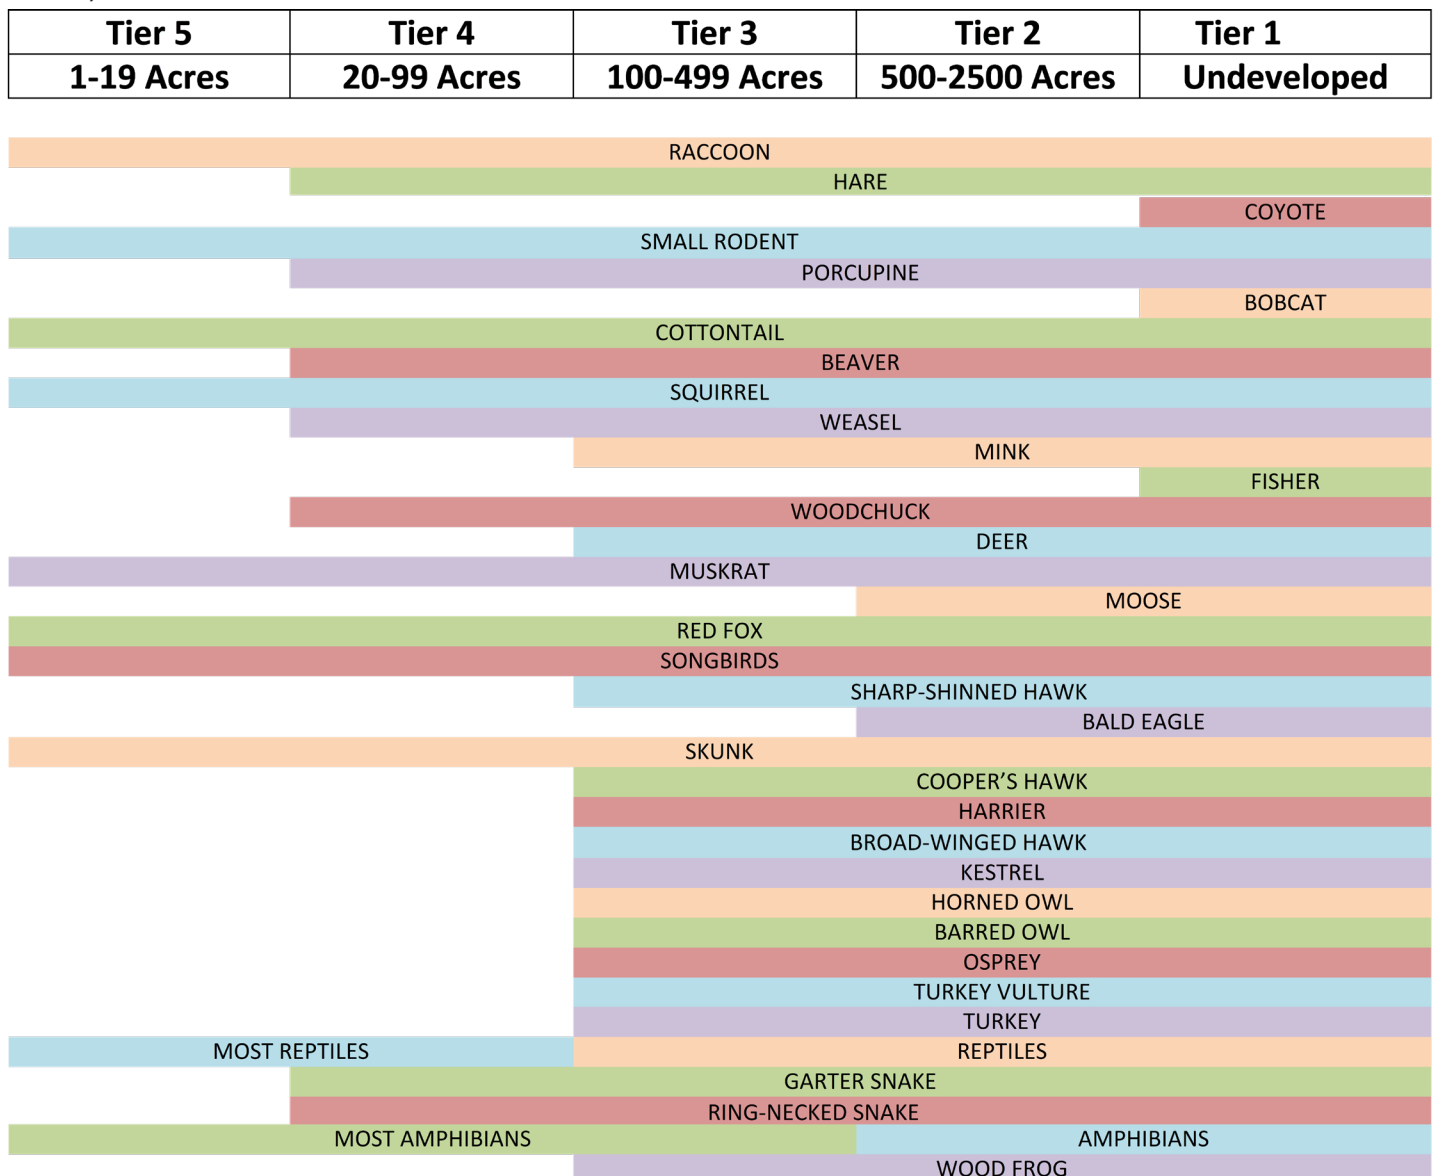 Tier 5 Tier 4 Tier 3 Tier 2 Tier 1
1-19 Acres 20-99 Acres 100-499 Acres 500-2500 Acres Undeveloped
RACCOON
HARE
COYOTE
SMALL RODENT
PORCUPINE
BOBCAT
COTTONTAIL
BEAVER
SQUIRREL
WEASEL
MINK
FISHER
WOODCHUCK
DEER
MUSKRAT
MOOSE
RED FOX
SONGBIRDS
SHARP-SHINNED HAWK
BALD EAGLE
SKUNK
COOPER’S HAWK
HARRIER
BROAD-WINGED HAWK
KESTREL
HORNED OWL
BARRED OWL
OSPREY
TURKEY VULTURE
TURKEY
MOST REPTILES REPTILES
GARTER SNAKE
RING-NECKED SNAKE
MOST AMPHIBIANS AMPHIBIANS
WOOD FROG